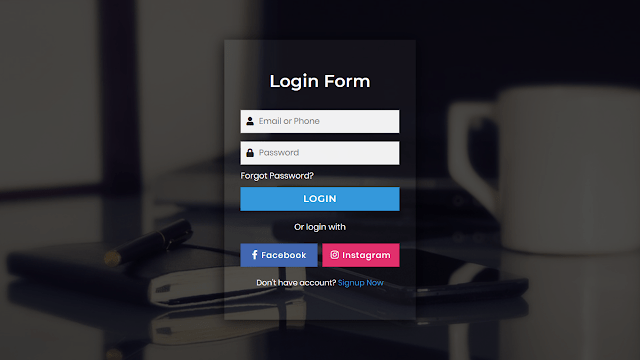 Login Form
Email or Phone
Password
Forgot Password?
LOGIN
Or login with
Facebook Instagram
Don't have account? Signup Now